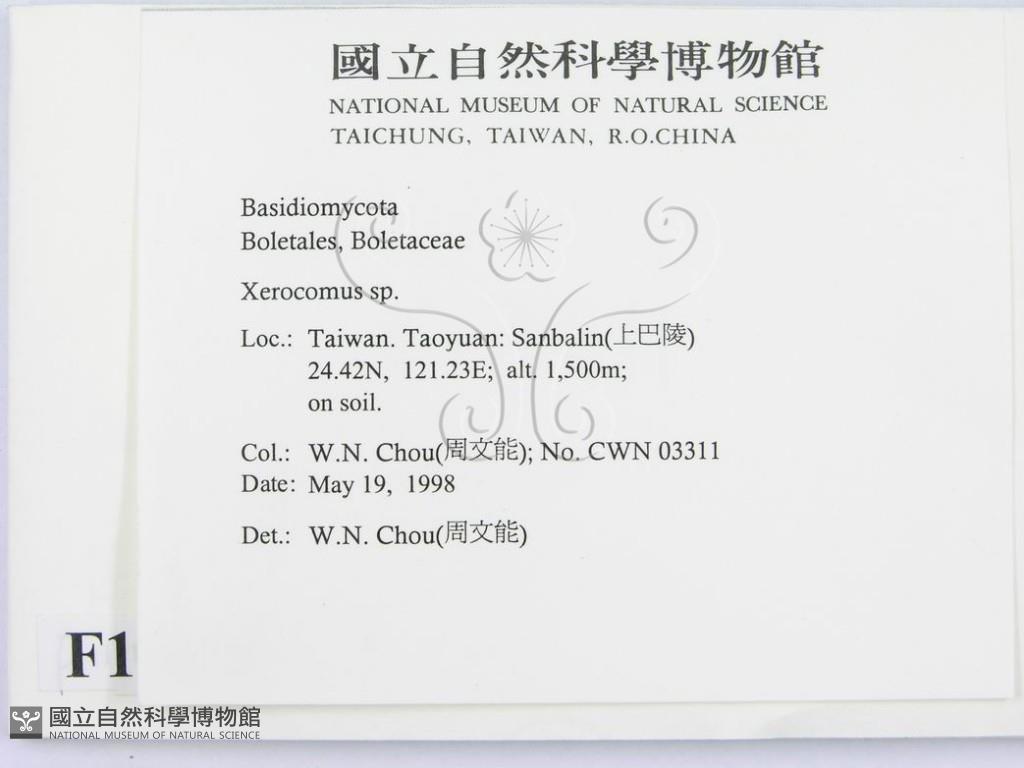 國立自然科學博物館
NATIONAL MUSEUM OF NATURAL SCIENCE
TAICHUNG, TAIWAN, R.O.CHINA
Basidiomycota
Boletales, Boletaceae
Xerocomus sp.
Loc.: Taiwan. Taoyuan: Sanbalin(上巴陵)
24.42N, 121.23E; alt. 1,500m;
on soil.
Col.: W.N. Chou(周文能); No. CWN 03311
Date: May 19, 1998
Det.: W.N. Chou(周文能)
F1
國立自然科學博物館
NATIONAL MUSEUM OF NATURAL SCIENCE